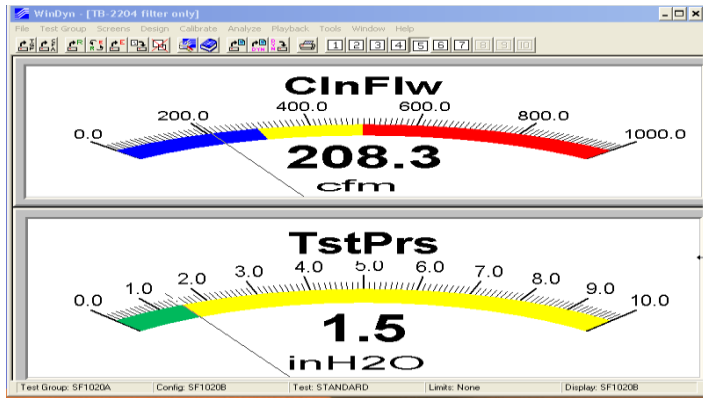 WinDyn - [TB-2204 filter only]
File Test Group Screens Design Calibrate Analyze Playback Tools Window Help
1 2 3 4 5 6 7 8 9 10
ClnFlw
0.0 200.0 400.0 600.0 800.0 1000.0
208.3
cfm
TstPrs
0.0 1.0 2.0 3.0 4.0 5.0 6.0 7.0 8.0 9.0 10.0
1.5
inH2O
Test Group: SF1020A Config: SF1020B Test: STANDARD Limits: None Display: SF1020B